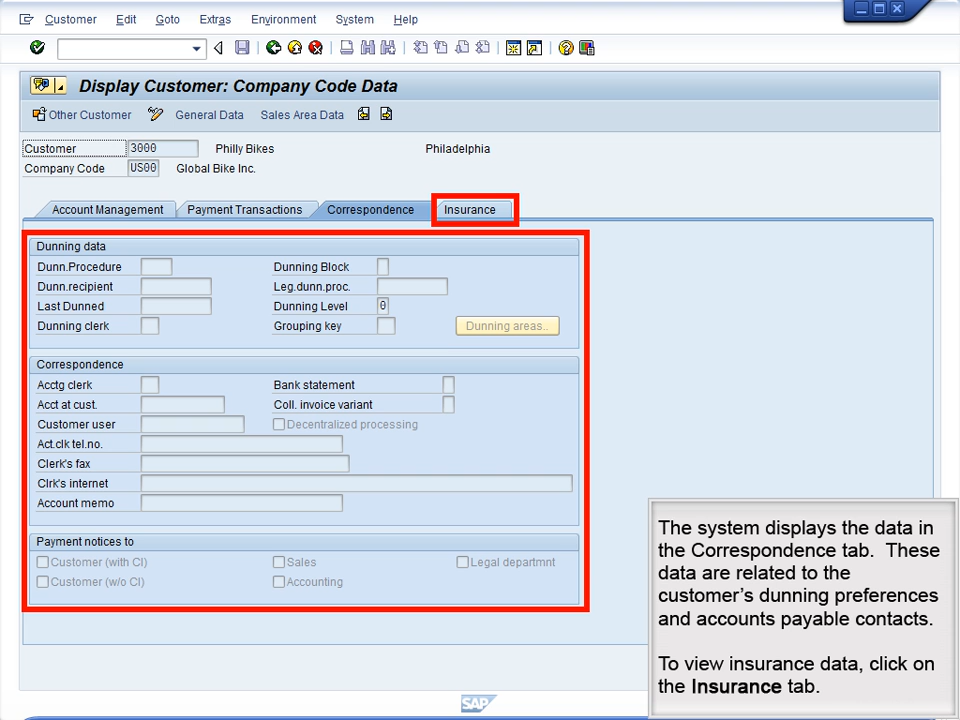 Customer Edit Goto Extras Environment System Help
Display Customer: Company Code Data
Other Customer General Data Sales Area Data
Customer 3000 Philly Bikes Philadelphia
Company Code US00 Global Bike Inc.
Account Management Payment Transactions Correspondence Insurance
Dunning data
Dunn.Procedure Dunning Block
Dunn.recipient Leg.dunn.proc.
Last Dunned Dunning Level 0
Dunning clerk Grouping key Dunning areas..
Correspondence
Acctg clerk Bank statement
Acct at cust. Coll. invoice variant
Customer user Decentralized processing
Act.clk tel.no.
Clerk's fax
Clrk's internet
Account memo
Payment notices to
Customer (with CI) Sales Legal departmnt
Customer (w/o CI) Accounting
The system displays the data in
the Correspondence tab. These
data are related to the
customer's dunning preferences
and accounts payable contacts.
To view insurance data, click on
the Insurance tab.
SAP